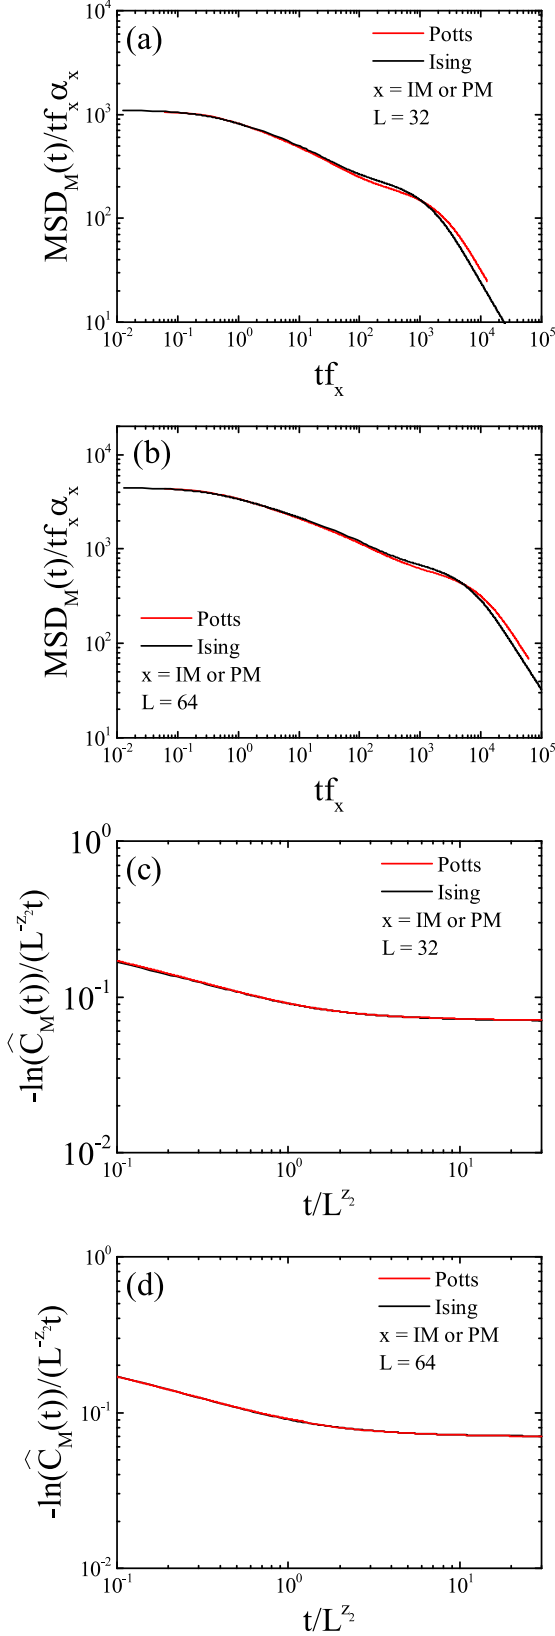 (a)
Potts
Ising
x = IM or PM
L = 32
MSD_M(t)/tf_xα_x
10^4
10^3
10^2
10^1
10^-2 10^-1 10^0 10^1 10^2 10^3 10^4 10^5
tf_x
(b)
MSD_M(t)/tf_xα_x
10^4
10^3
10^2
10^1
Potts
Ising
x = IM or PM
L = 64
10^-2 10^-1 10^0 10^1 10^2 10^3 10^4 10^5
tf_x
(c)
Potts
Ising
x = IM or PM
L = 32
-ln(Ĉ_M(t))/(L^-z_2t)
10^0
10^-1
10^-2
10^-1 10^0 10^1
t/L^z_2
(d)
Potts
Ising
x = IM or PM
L = 64
-ln(Ĉ_M(t))/(L^-z_2t)
10^0
10^-1
10^-2
10^-1 10^0 10^1
t/L^z_2